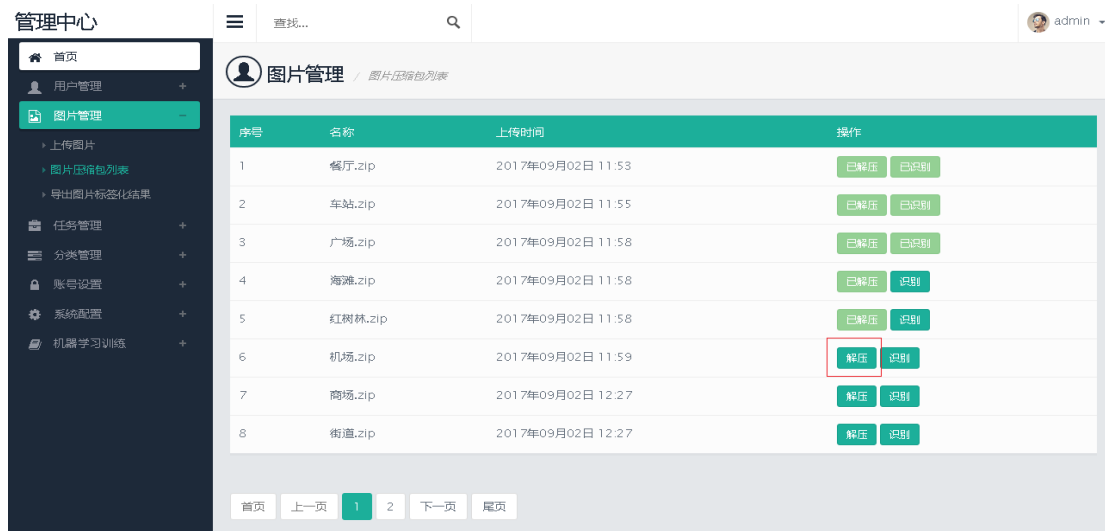 管理中心
查找...
admin
首页
用户管理 +
图片管理 -
上传图片
图片压缩包列表
导出图片标签化结果
任务管理 +
分类管理 +
账号设置 +
系统配置 +
机器学习训练 +
图片管理 / 图片压缩包列表
序号 名称 上传时间 操作
1 餐厅.zip 2017年09月02日 11:53 已解压 已识别
2 车站.zip 2017年09月02日 11:55 已解压 已识别
3 广场.zip 2017年09月02日 11:58 已解压 已识别
4 海滩.zip 2017年09月02日 11:58 已解压 识别
5 红树林.zip 2017年09月02日 11:58 已解压 识别
6 机场.zip 2017年09月02日 11:59 解压 识别
7 商场.zip 2017年09月02日 12:27 解压 识别
8 街道.zip 2017年09月02日 12:27 解压 识别
首页 上一页 1 2 下一页 尾页